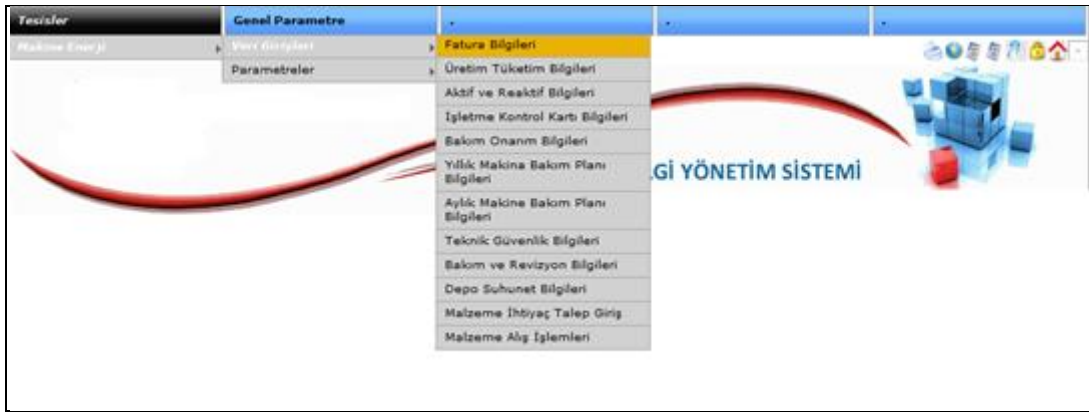 Tesisler
Genel Parametre
.
.
.
Makine Enerji
Veri Girişleri
Parametreler
Fatura Bilgileri
Üretim Tüketim Bilgileri
Aktif ve Reaktif Bilgileri
İşletme Kontrol Kartı Bilgileri
Bakım Onarım Bilgileri
Yıllık Makina Bakım Planı
Bilgileri
Aylık Makine Bakım Planı
Bilgileri
Teknik Güvenlik Bilgileri
Bakım ve Revizyon Bilgileri
Depo Suhunet Bilgileri
Malzeme İhtiyaç Talep Giriş
Malzeme Alış İşlemleri
Gİ YÖNETİM SİSTEMİ